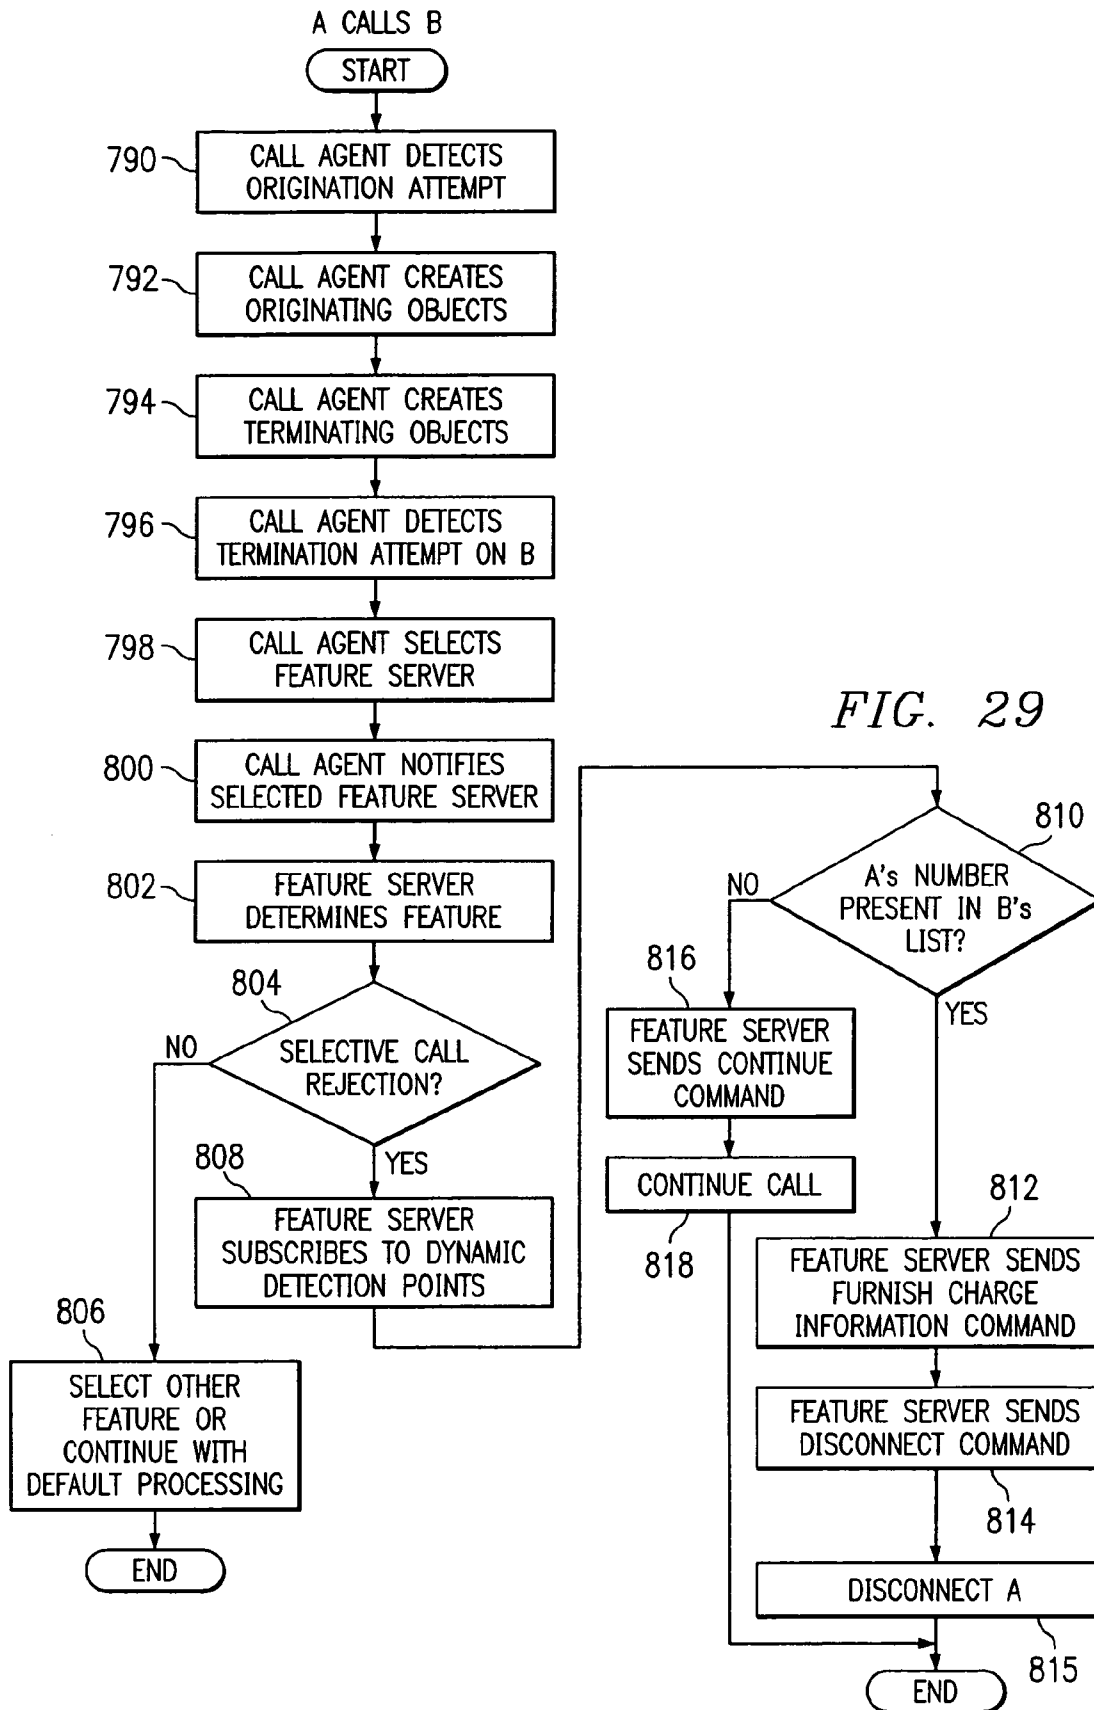 A CALLS B
START
790
CALL AGENT DETECTS
ORIGINATION ATTEMPT
792
CALL AGENT CREATES
ORIGINATING OBJECTS
794
CALL AGENT CREATES
TERMINATING OBJECTS
796
CALL AGENT DETECTS
TERMINATION ATTEMPT ON B
798
CALL AGENT SELECTS
FEATURE SERVER
FIG. 29
800
CALL AGENT NOTIFIES
SELECTED FEATURE SERVER
802
FEATURE SERVER
DETERMINES FEATURE
804
NO
SELECTIVE CALL
REJECTION?
YES
808
FEATURE SERVER
SUBSCRIBES TO DYNAMIC
DETECTION POINTS
806
SELECT OTHER
FEATURE OR
CONTINUE WITH
DEFAULT PROCESSING
END
810
NO
A's NUMBER
PRESENT IN B's
LIST?
YES
816
FEATURE SERVER
SENDS CONTINUE
COMMAND
CONTINUE CALL
818
812
FEATURE SERVER SENDS
FURNISH CHARGE
INFORMATION COMMAND
FEATURE SERVER SENDS
DISCONNECT COMMAND
814
DISCONNECT A
815
END